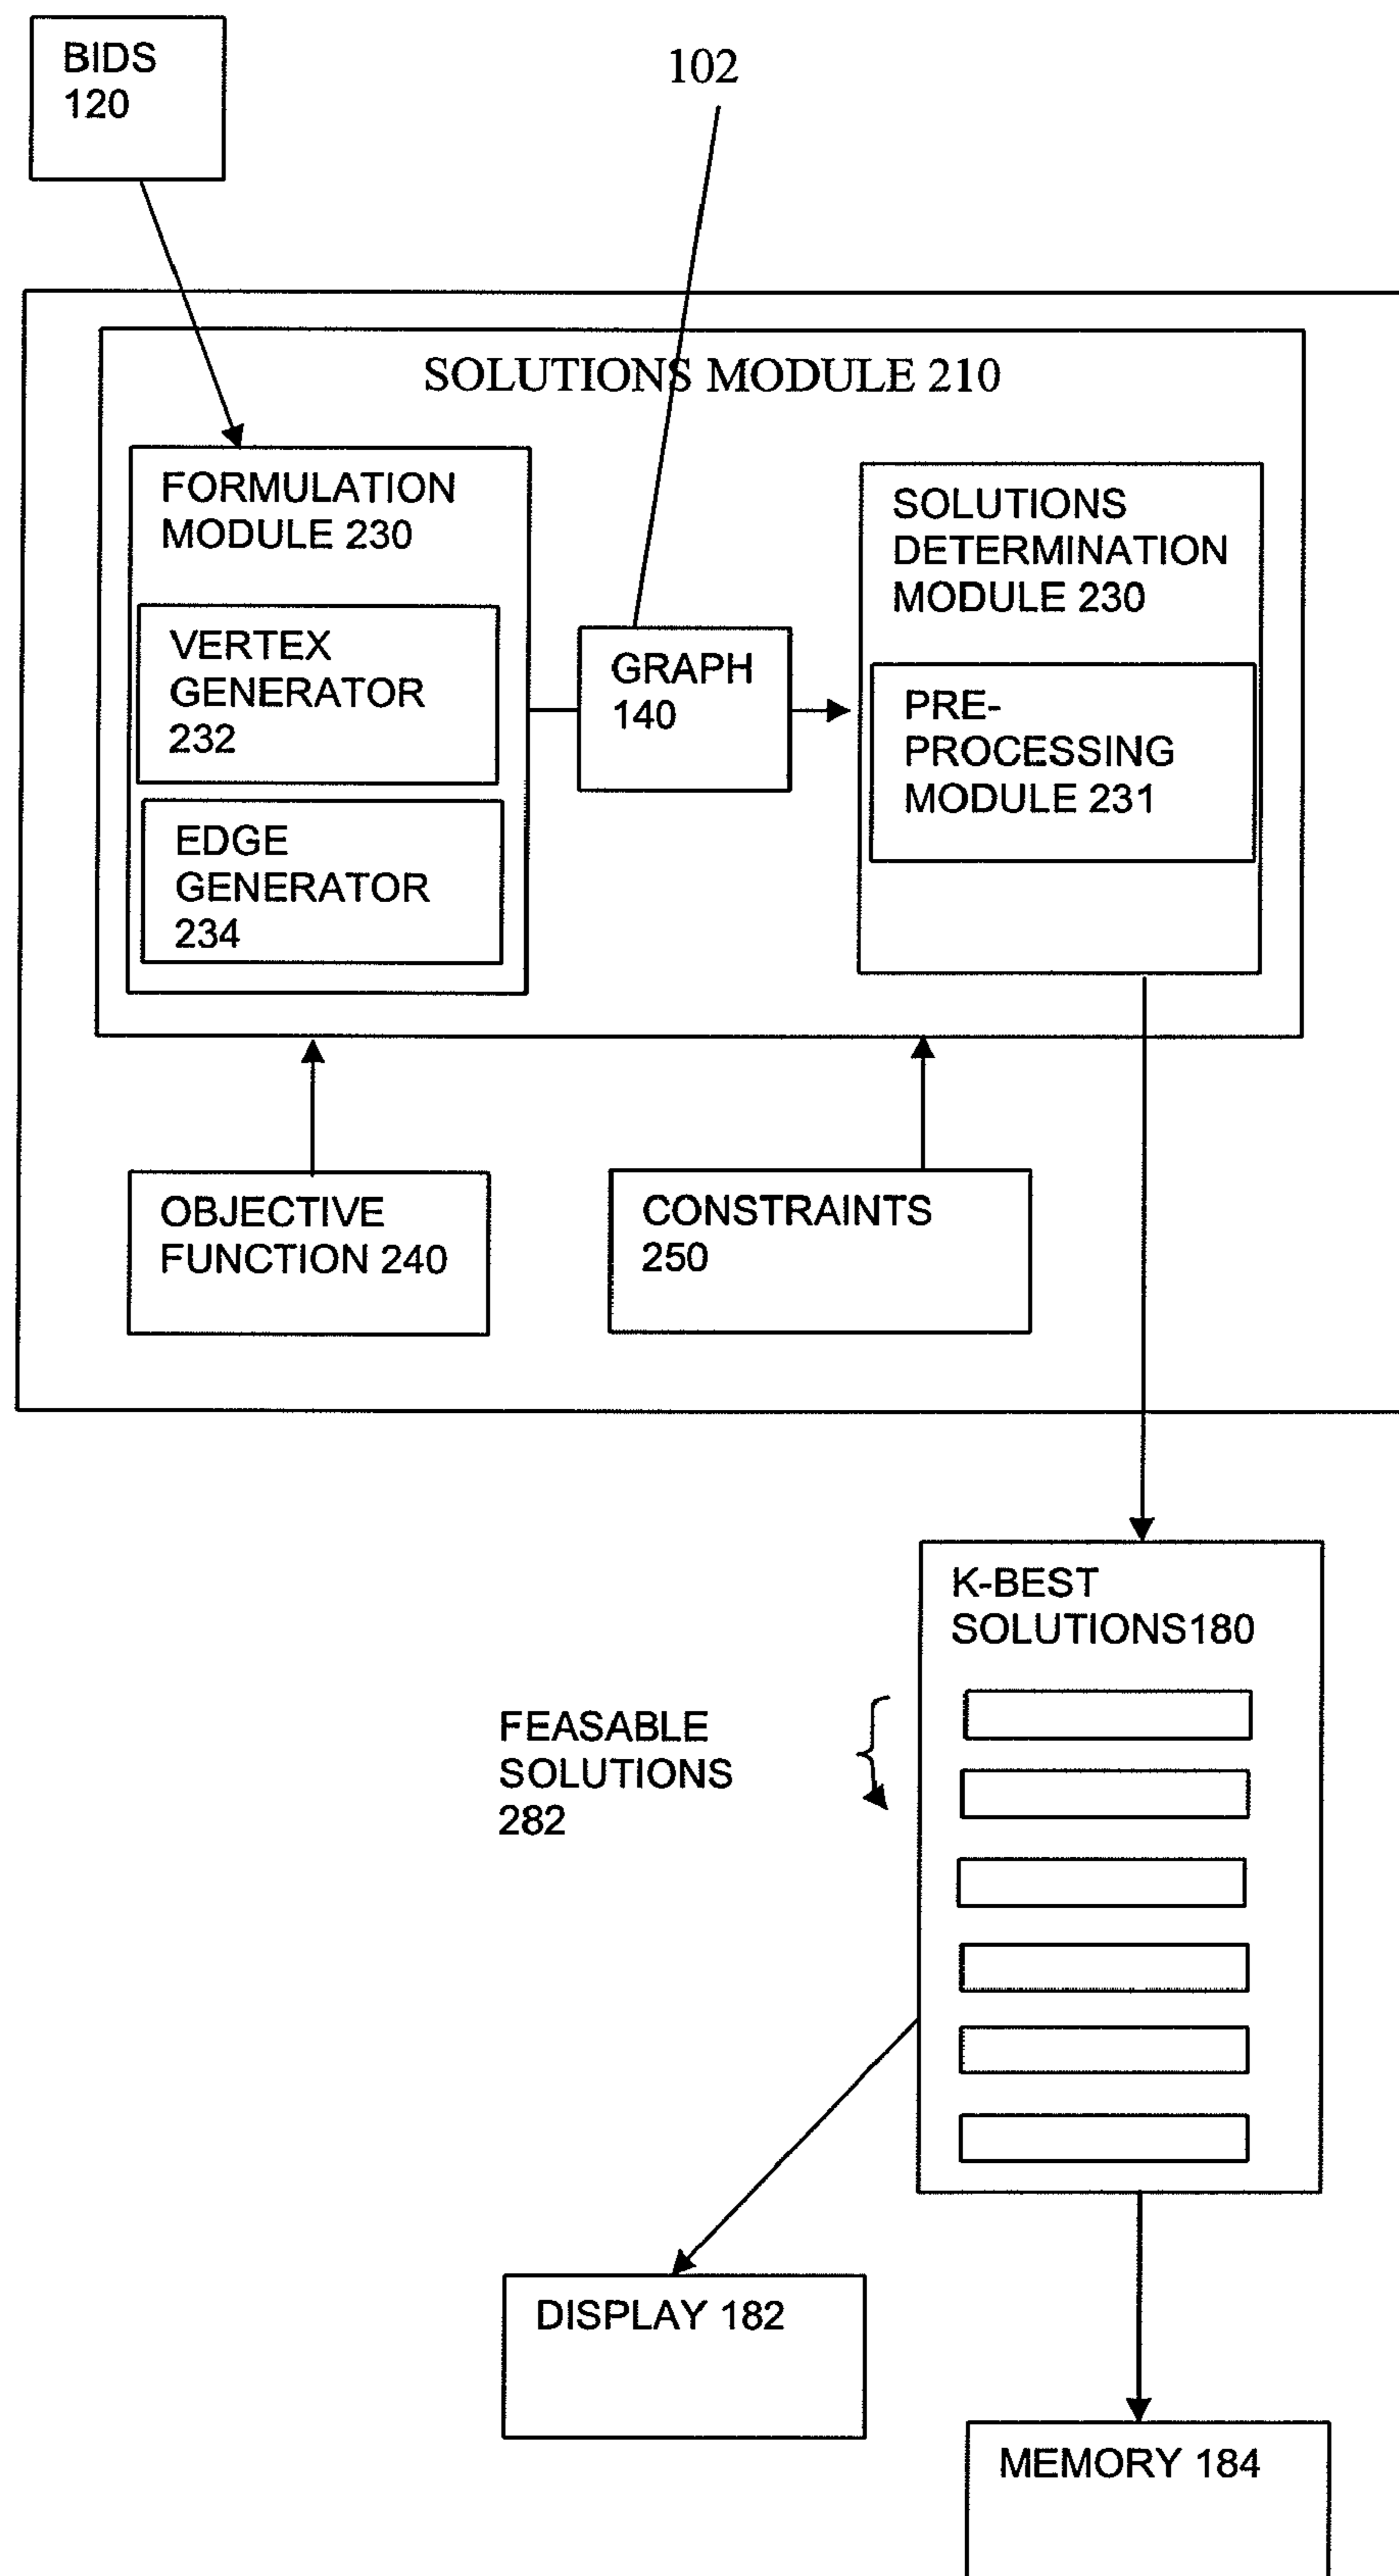 BIDS
120
102
SOLUTIONS MODULE 210
FORMULATION
MODULE 230
VERTEX
GENERATOR
232
EDGE
GENERATOR
234
GRAPH
140
SOLUTIONS
DETERMINATION
MODULE 230
PRE-
PROCESSING
MODULE 231
OBJECTIVE
FUNCTION 240
CONSTRAINTS
250
K-BEST
SOLUTIONS180
FEASABLE
SOLUTIONS
282
DISPLAY 182
MEMORY 184